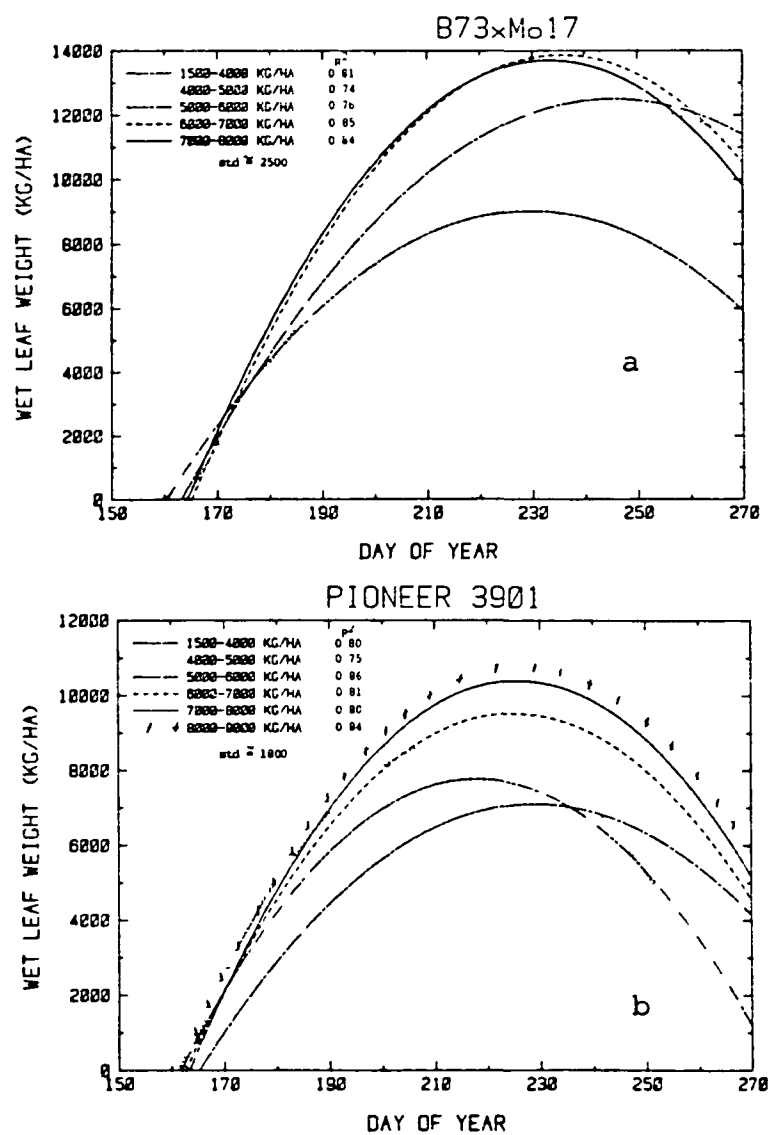 B73xMo17
14000
12000
10000
8000
6000
4000
2000
0
WET LEAF WEIGHT (KG/HA)
R²
1500-4000 KG/HA 0 81
4000-5000 KG/HA 0 74
5000-6000 KG/HA 0 76
6000-7000 KG/HA 0 85
7000-8000 KG/HA 0 64
std = 2500
a
150 170 190 210 230 250 270
DAY OF YEAR
PIONEER 3901
12000
10000
8000
6000
4000
2000
0
WET LEAF WEIGHT (KG/HA)
1500-4000 KG/HA 0 80
4000-5000 KG/HA 0 75
5000-6000 KG/HA 0 86
6000-7000 KG/HA 0 81
7000-8000 KG/HA 0 80
8000-9000 KG/HA 0 84
std = 1800
b
150 170 190 210 230 250 270
DAY OF YEAR